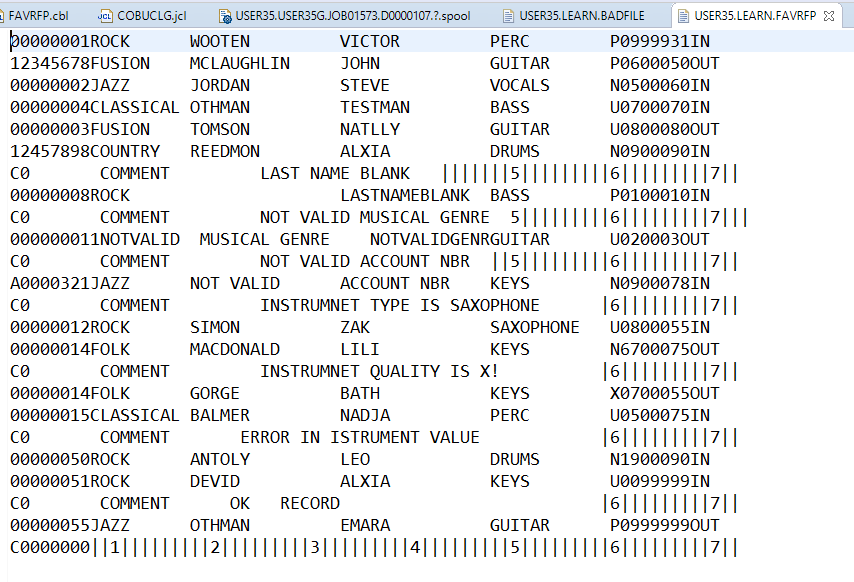 FAVRFP.cbl COBUCLG.jcl USER35.USER35G.JOB01573.D0000107.?.spool USER35.LEARN.BADFILE USER35.LEARN.FAVRFP
00000001ROCK      WOOTEN         VICTOR         PERC        P0999931IN
12345678FUSION    MCLAUGHLIN     JOHN           GUITAR      P0600050OUT
00000002JAZZ      JORDAN         STEVE          VOCALS      N0500060IN
00000004CLASSICAL OTHMAN         TESTMAN        BASS        U0700070IN
00000003FUSION    TOMSON         NATLLY         GUITAR      U0800080OUT
12457898COUNTRY   REEDMON        ALXIA          DRUMS       N0900090IN
C0       COMMENT         LAST NAME BLANK   |||||||5|||||||||6|||||||||7||
00000008ROCK                     LASTNAMEBLANK  BASS        P0100010IN
C0       COMMENT         NOT VALID MUSICAL GENRE  5|||||||||6|||||||||7|||
000000011NOTVALID  MUSICAL GENRE    NOTVALIDGENRGUITAR      U020003OUT
C0       COMMENT         NOT VALID ACCOUNT NBR  ||5|||||||||6|||||||||7||
A0000321JAZZ      NOT VALID      ACCOUNT NBR    KEYS        N0900078IN
C0       COMMENT         INSTRUMNET TYPE IS SAXOPHONE      |6|||||||||7||
00000012ROCK      SIMON          ZAK            SAXOPHONE   U0800055IN
00000014FOLK      MACDONALD      LILI           KEYS        N6700075OUT
C0       COMMENT         INSTRUMNET QUALITY IS X!          |6|||||||||7||
00000014FOLK      GORGE          BATH           KEYS        X0700055OUT
00000015CLASSICAL BALMER         NADJA          PERC        U0500075IN
C0       COMMENT       ERROR IN ISTRUMENT VALUE            |6|||||||||7||
00000050ROCK      ANTOLY         LEO            DRUMS       N1900090IN
00000051ROCK      DEVID          ALXIA          KEYS        U0099999IN
C0       COMMENT      OK   RECORD                          |6|||||||||7||
00000055JAZZ      OTHMAN         EMARA          GUITAR      P0999999OUT
C0000000||1|||||||||2|||||||||3|||||||||4|||||||||5|||||||||6|||||||||7||